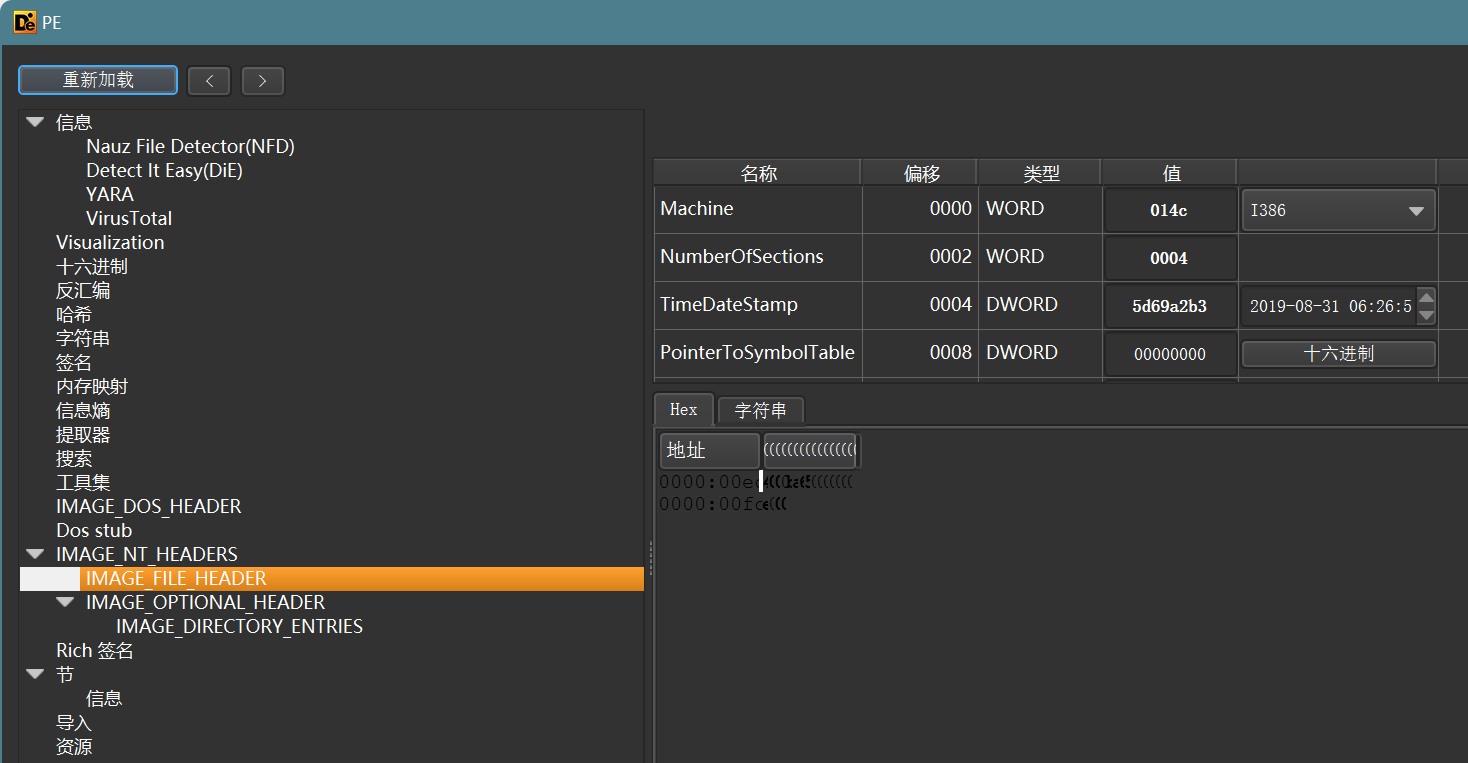 PE
重新加载 < >
信息
Nauz File Detector(NFD)
Detect It Easy(DiE)
YARA
VirusTotal
Visualization
十六进制
反汇编
哈希
字符串
签名
内存映射
信息熵
提取器
搜索
工具集
IMAGE_DOS_HEADER
Dos stub
IMAGE_NT_HEADERS
IMAGE_FILE_HEADER
IMAGE_OPTIONAL_HEADER
IMAGE_DIRECTORY_ENTRIES
Rich 签名
节
信息
导入
资源
名称 偏移 类型 值
Machine 0000 WORD 014c I386
NumberOfSections 0002 WORD 0004
TimeDateStamp 0004 DWORD 5d69a2b3 2019-08-31 06:26:5
PointerToSymbolTable 0008 DWORD 00000000 十六进制
Hex 字符串
地址
0000:00ec
0000:00fc